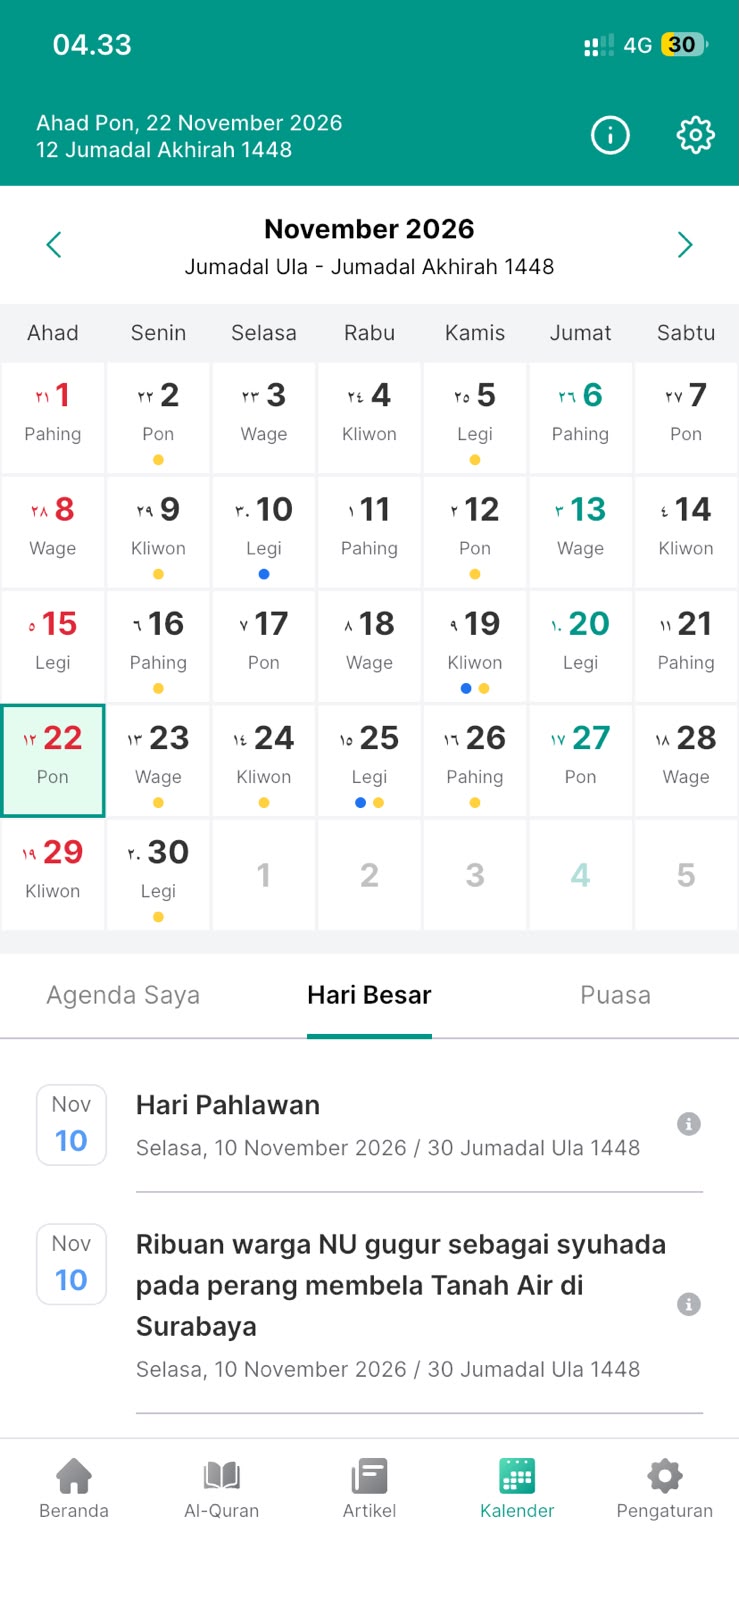 04.33
4G 30
Ahad Pon, 22 November 2026
12 Jumadal Akhirah 1448
November 2026
Jumadal Ula - Jumadal Akhirah 1448
Ahad Senin Selasa Rabu Kamis Jumat Sabtu
٢١ 1 ٢٢ 2 ٢٣ 3 ٢٤ 4 ٢٥ 5 ٢٦ 6 ٢٧ 7
Pahing Pon Wage Kliwon Legi Pahing Pon
٢٨ 8 ٢٩ 9 ٣٠ 10 ١ 11 ٢ 12 ٣ 13 ٤ 14
Wage Kliwon Legi Pahing Pon Wage Kliwon
٥ 15 ٦ 16 ٧ 17 ٨ 18 ٩ 19 ١٠ 20 ١١ 21
Legi Pahing Pon Wage Kliwon Legi Pahing
١٢ 22 ١٣ 23 ١٤ 24 ١٥ 25 ١٦ 26 ١٧ 27 ١٨ 28
Pon Wage Kliwon Legi Pahing Pon Wage
١٩ 29 ٢٠ 30 1 2 3 4 5
Kliwon Legi
Agenda Saya Hari Besar Puasa
Nov
10
Hari Pahlawan
Selasa, 10 November 2026 / 30 Jumadal Ula 1448
Nov
10
Ribuan warga NU gugur sebagai syuhada
pada perang membela Tanah Air di
Surabaya
Selasa, 10 November 2026 / 30 Jumadal Ula 1448
Beranda Al-Quran Artikel Kalender Pengaturan